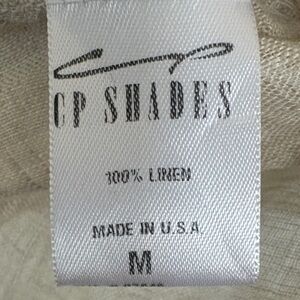 CP SHADES
100% LINEN
MADE IN U.S.A.
M